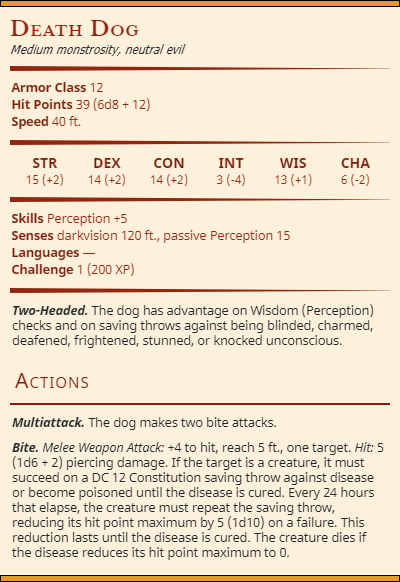 Death Dog
Medium monstrosity, neutral evil
Armor Class 12
Hit Points 39 (6d8 + 12)
Speed 40 ft.
STR DEX CON INT WIS CHA
15 (+2) 14 (+2) 14 (+2) 3 (-4) 13 (+1) 6 (-2)
Skills Perception +5
Senses darkvision 120 ft., passive Perception 15
Languages —
Challenge 1 (200 XP)
Two-Headed. The dog has advantage on Wisdom (Perception)
checks and on saving throws against being blinded, charmed,
deafened, frightened, stunned, or knocked unconscious.
Actions
Multiattack. The dog makes two bite attacks.
Bite. Melee Weapon Attack: +4 to hit, reach 5 ft., one target. Hit: 5
(1d6 + 2) piercing damage. If the target is a creature, it must
succeed on a DC 12 Constitution saving throw against disease
or become poisoned until the disease is cured. Every 24 hours
that elapse, the creature must repeat the saving throw,
reducing its hit point maximum by 5 (1d10) on a failure. This
reduction lasts until the disease is cured. The creature dies if
the disease reduces its hit point maximum to 0.